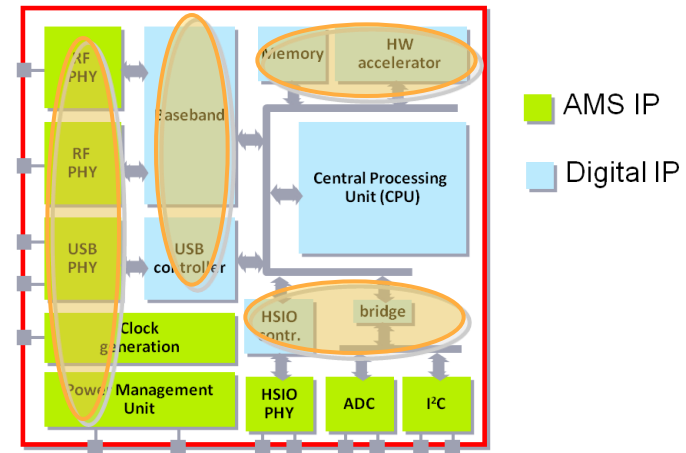 RF
PHY
Baseband
Memory
HW
accelerator
AMS IP
RF
PHY
Digital IP
Central Processing
Unit (CPU)
USB
PHY
USB
controller
Clock
generation
HSIO
contr.
bridge
Power Management
Unit
HSIO
PHY
ADC
I²C